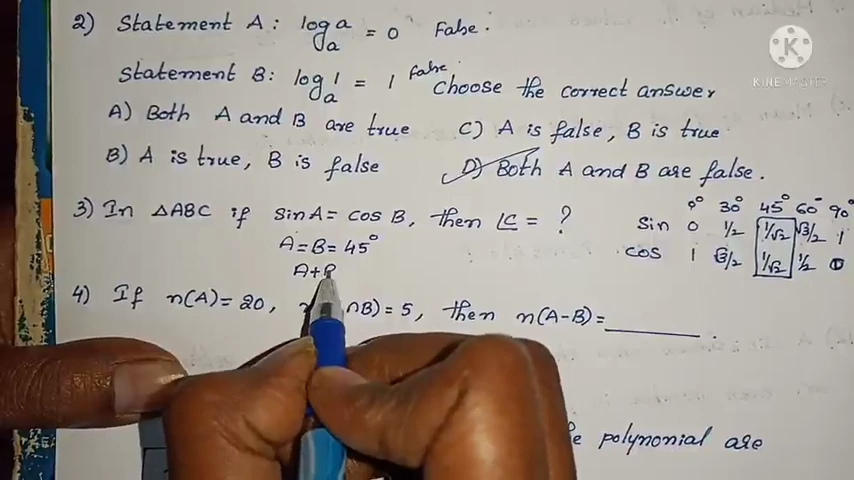 2) Statement A: log_a a = 0 False.
Statement B: log_a 1 = 1 False Choose the correct answer
A) Both A and B are true C) A is false, B is true
B) A is true, B is false D) Both A and B are false.
3) In △ABC if sinA = cos B, then ∠C = ?
0° 30° 45° 60° 90°
Sin 0 1/2 1/√2 √3/2 1
A = B = 45°
cos 1 √3/2 1/√2 1/2 0
A+B
4) If n(A) = 20, ∩B) = 5, then n(A-B) = ______.
polynomial are
K
KINEMASTER